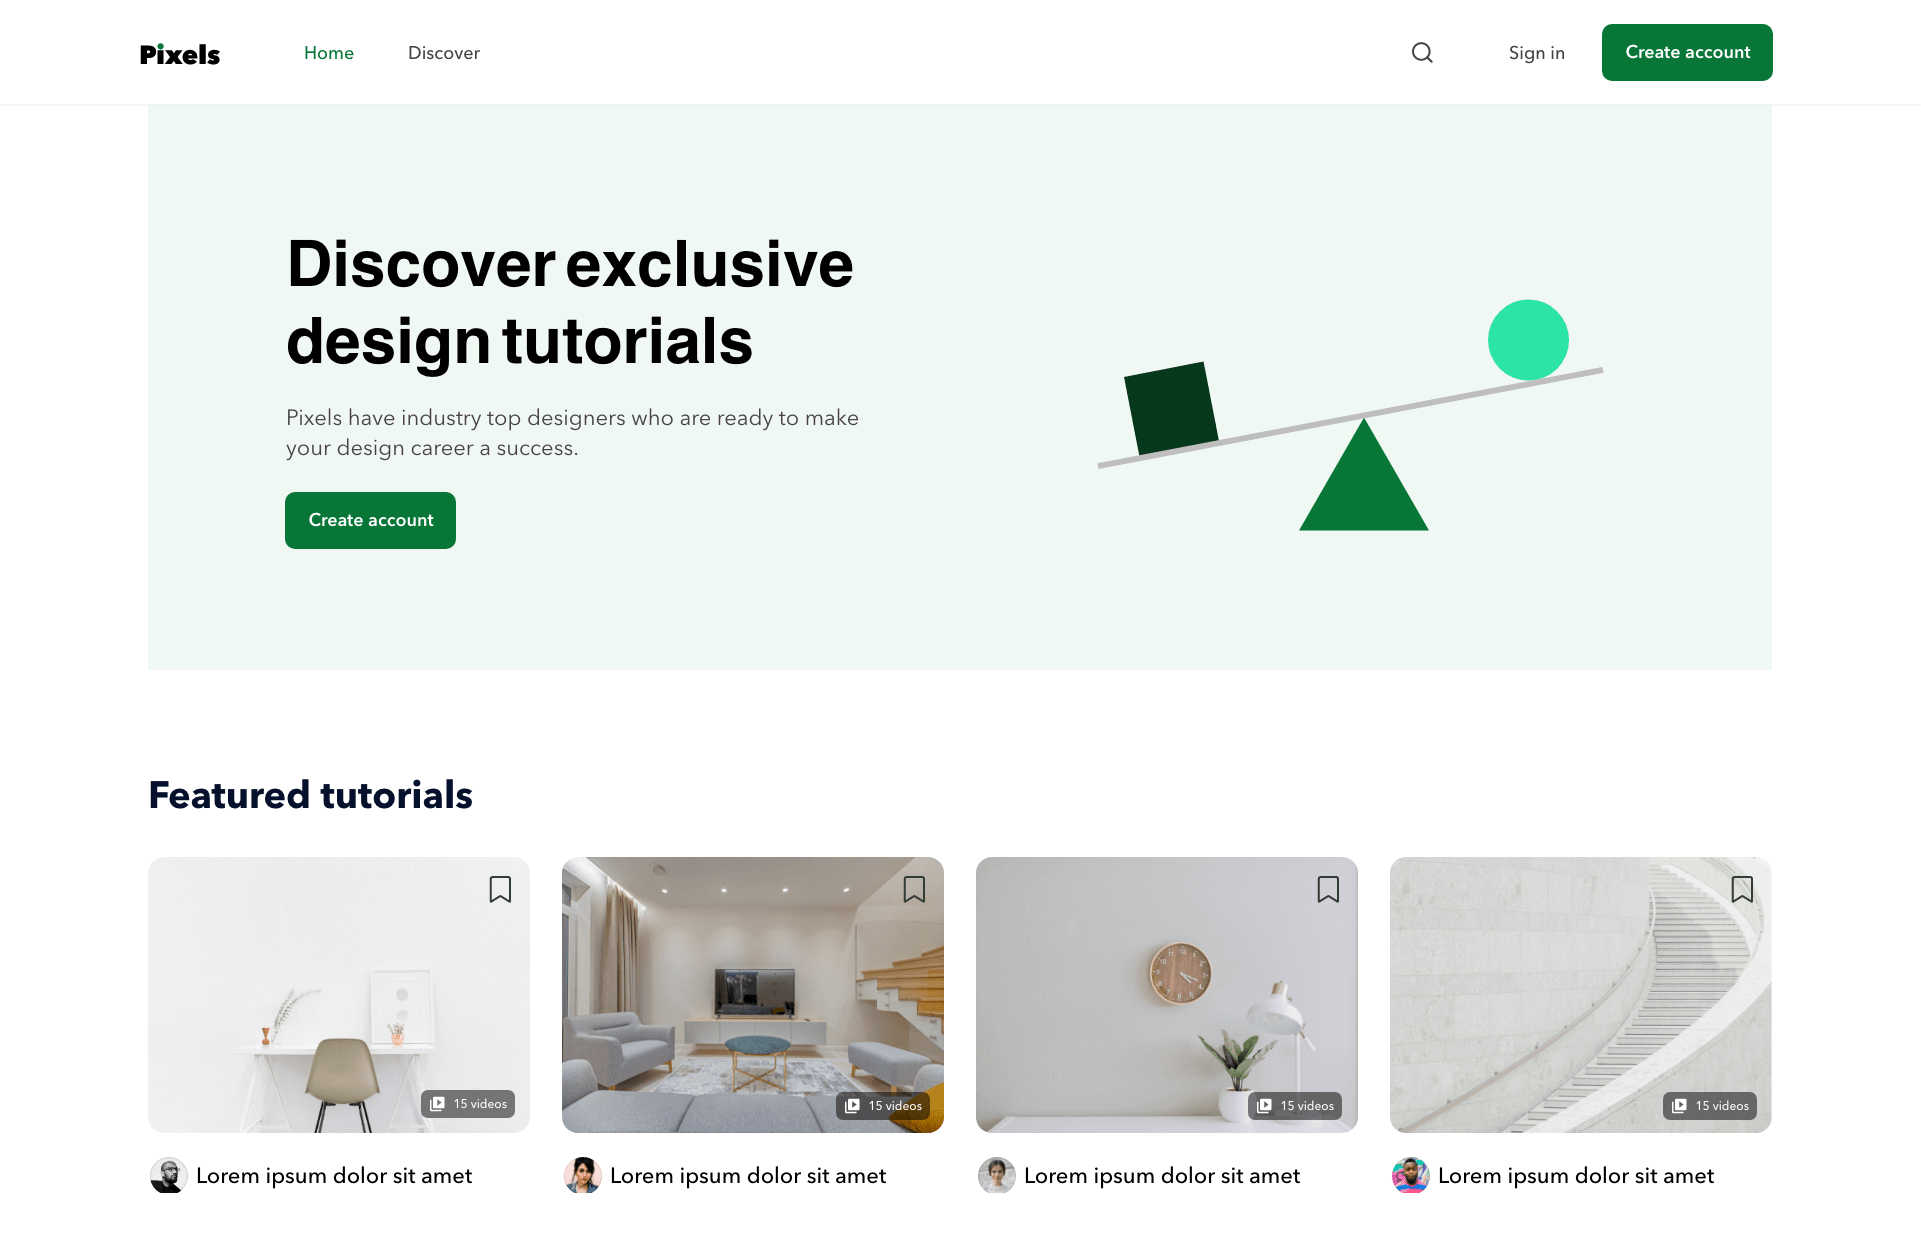 Pixels
Home
Discover
Sign in
Create account
Discover exclusive
design tutorials
Pixels have industry top designers who are ready to make
your design career a success.
Create account
Featured tutorials
15 videos
15 videos
15 videos
15 videos
Lorem ipsum dolor sit amet
Lorem ipsum dolor sit amet
Lorem ipsum dolor sit amet
Lorem ipsum dolor sit amet